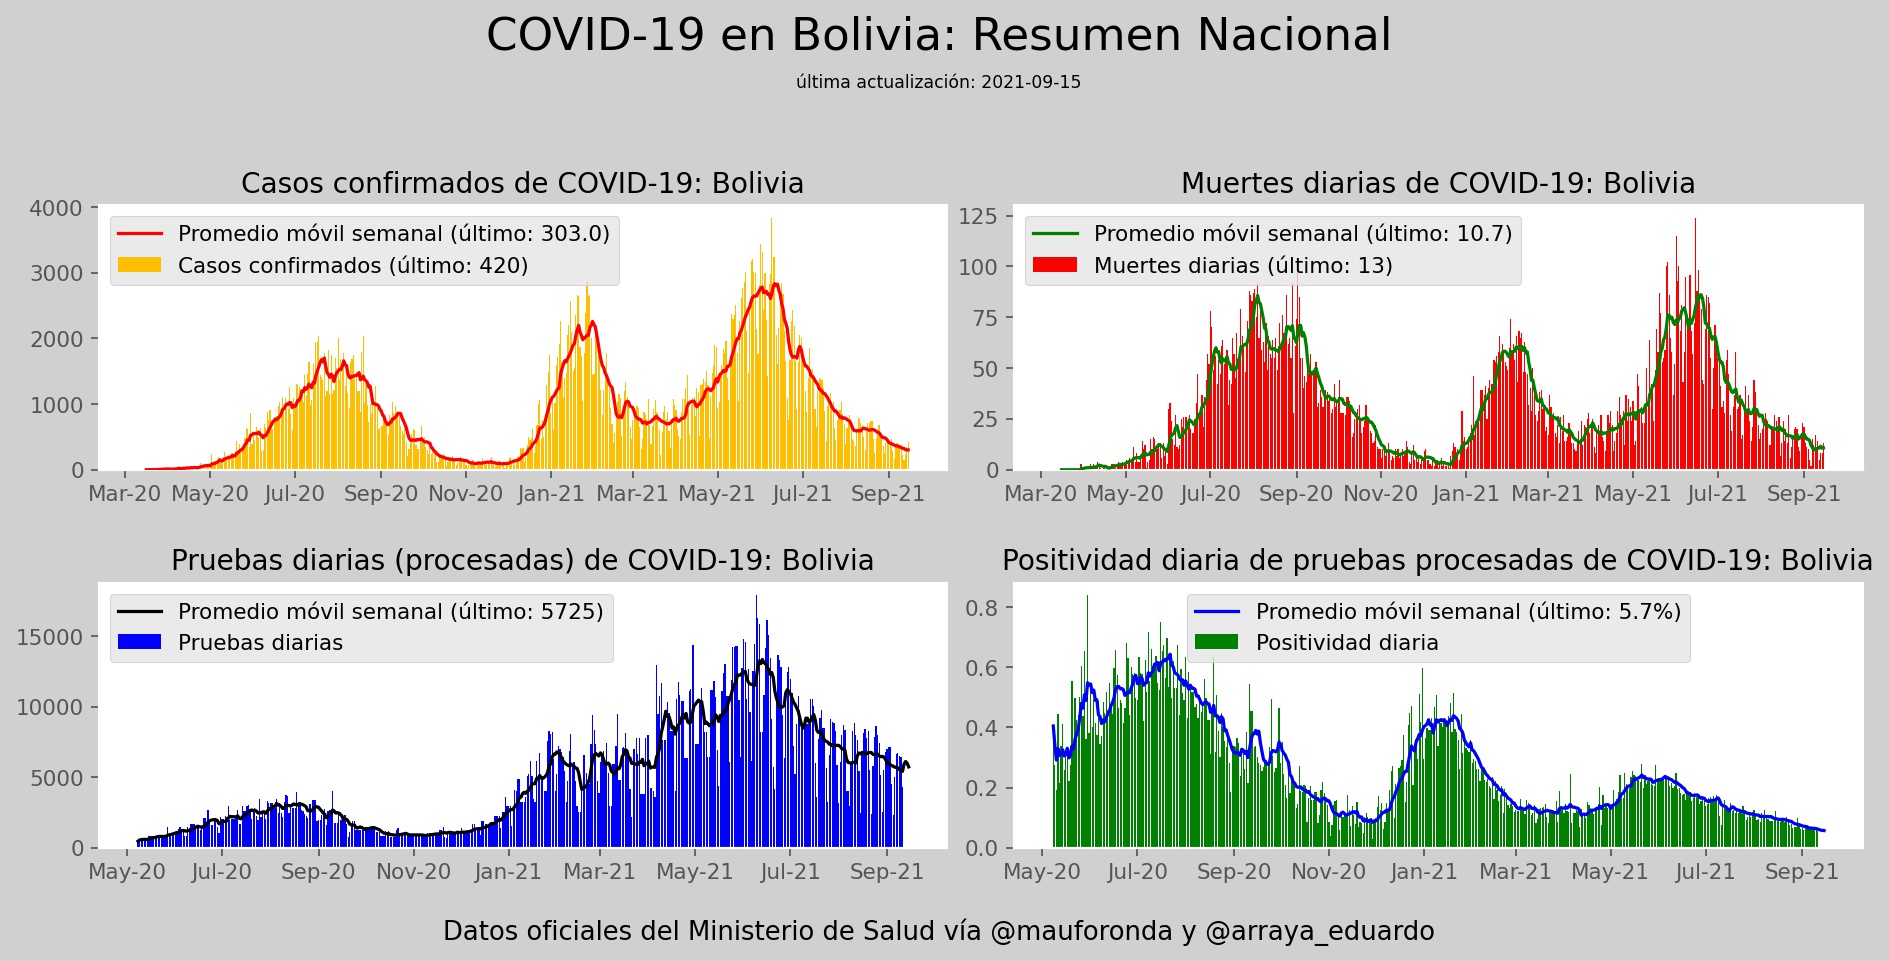 COVID-19 en Bolivia: Resumen Nacional
última actualización: 2021-09-15
Casos confirmados de COVID-19: Bolivia
Promedio móvil semanal (último: 303.0)
Casos confirmados (último: 420)
4000
3000
2000
1000
0
Mar-20 May-20 Jul-20 Sep-20 Nov-20 Jan-21 Mar-21 May-21 Jul-21 Sep-21
Muertes diarias de COVID-19: Bolivia
Promedio móvil semanal (último: 10.7)
Muertes diarias (último: 13)
125
100
75
50
25
0
Mar-20 May-20 Jul-20 Sep-20 Nov-20 Jan-21 Mar-21 May-21 Jul-21 Sep-21
Pruebas diarias (procesadas) de COVID-19: Bolivia
Promedio móvil semanal (último: 5725)
Pruebas diarias
15000
10000
5000
0
May-20 Jul-20 Sep-20 Nov-20 Jan-21 Mar-21 May-21 Jul-21 Sep-21
Positividad diaria de pruebas procesadas de COVID-19: Bolivia
Promedio móvil semanal (último: 5.7%)
Positividad diaria
0.8
0.6
0.4
0.2
0.0
May-20 Jul-20 Sep-20 Nov-20 Jan-21 Mar-21 May-21 Jul-21 Sep-21
Datos oficiales del Ministerio de Salud vía @mauforonda y @arraya_eduardo